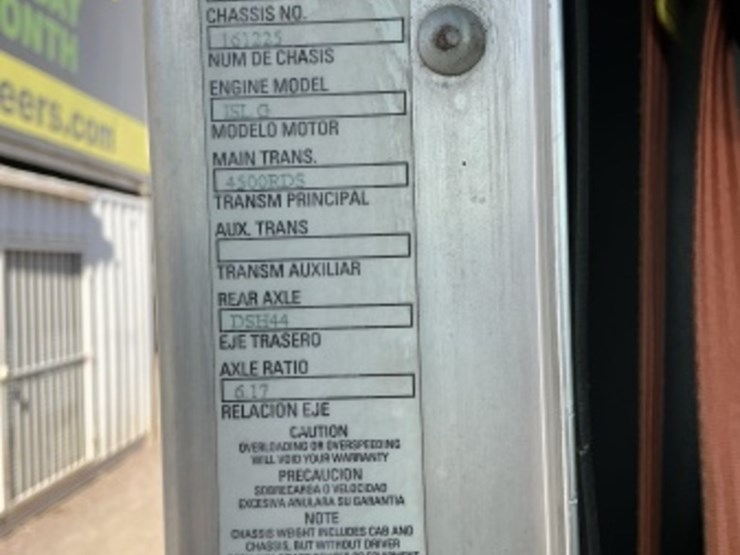 ONTH
eers.com
CHASSIS NO.
161225
NUM DE CHASIS
ENGINE MODEL
ISL G
MODELO MOTOR
MAIN TRANS.
4500RDS
TRANSM PRINCIPAL
AUX. TRANS
TRANSM AUXILIAR
REAR AXLE
DSH44
EJE TRASERO
AXLE RATIO
6.17
RELACION EJE
CAUTION
OVERLOADING OR OVERSPEEDING
WILL VOID YOUR WARRANTY
PRECAUCION
SOBRECARGA O VELOCIDAD
EXCESIVA ANULARA SU GARANTIA
NOTE
CHASSIS WEIGHT INCLUDES CAB AND
CHASSIS, BUT WITHOUT DRIVER